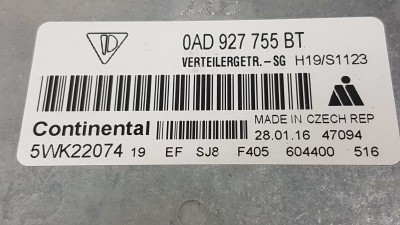 0AD 927 755 BT
VERTEILERGETR.-SG H19/S1123
Continental
MADE IN CZECH REP
28.01.16 47094
5WK22074 19 EF SJ8 F405 604400 516